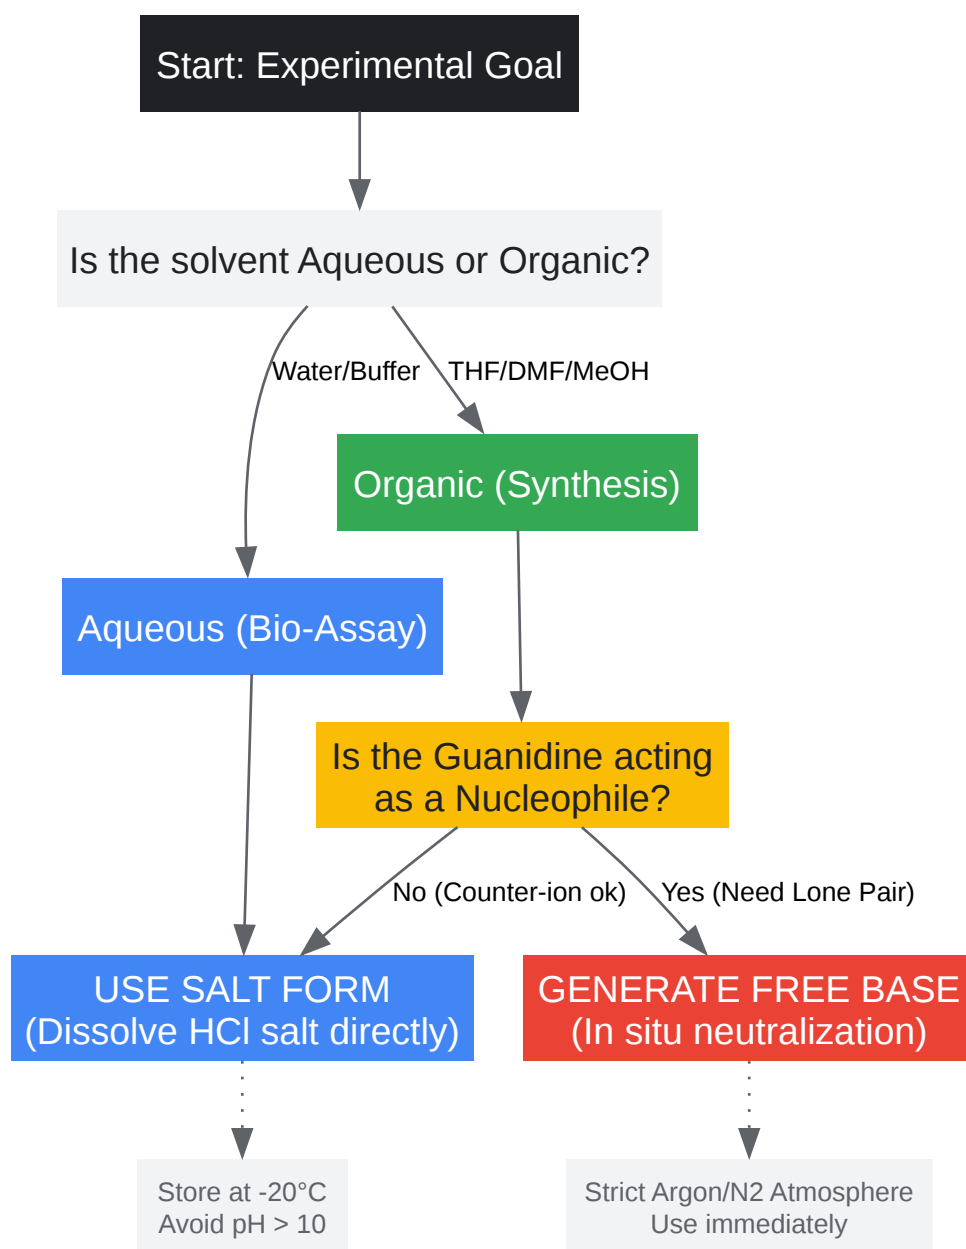 Start: Experimental Goal
Is the solvent Aqueous or Organic?
Water/Buffer
THF/DMF/MeOH
Organic (Synthesis)
Aqueous (Bio-Assay)
Is the Guanidine acting
as a Nucleophile?
No (Counter-ion ok)
Yes (Need Lone Pair)
USE SALT FORM
(Dissolve HCl salt directly)
GENERATE FREE BASE
(In situ neutralization)
Store at -20°C
Avoid pH > 10
Strict Argon/N2 Atmosphere
Use immediately